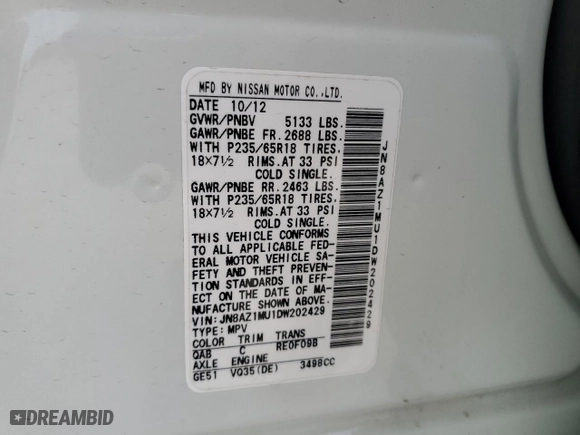 MFD BY NISSAN MOTOR CO.,LTD.
DATE 10/12
GVWR/PNBV 5133 LBS.
GAWR/PNBE FR. 2688 LBS.
WITH P235/65R18 TIRES.
18×7½ RIMS.AT 33 PSI
COLD SINGLE.
GAWR/PNBE RR. 2463 LBS.
WITH P235/65R18 TIRES.
18×7½ RIMS.AT 33 PSI
COLD SINGLE.
THIS VEHICLE CONFORMS
TO ALL APPLICABLE FED-
ERAL MOTOR VEHICLE SA-
FETY AND THEFT PREVEN-
TION STANDARDS IN EFF-
ECT ON THE DATE OF MA-
NUFACTURE SHOWN ABOVE.
VIN:JN8AZ1MU1DW202429
TYPE:MPV
COLOR TRIM TRANS
QAB C RE0F09B
AXLE ENGINE
GE51 VQ35(DE) 3498CC
JN8AZ1MU1DW202429
DREAMBID